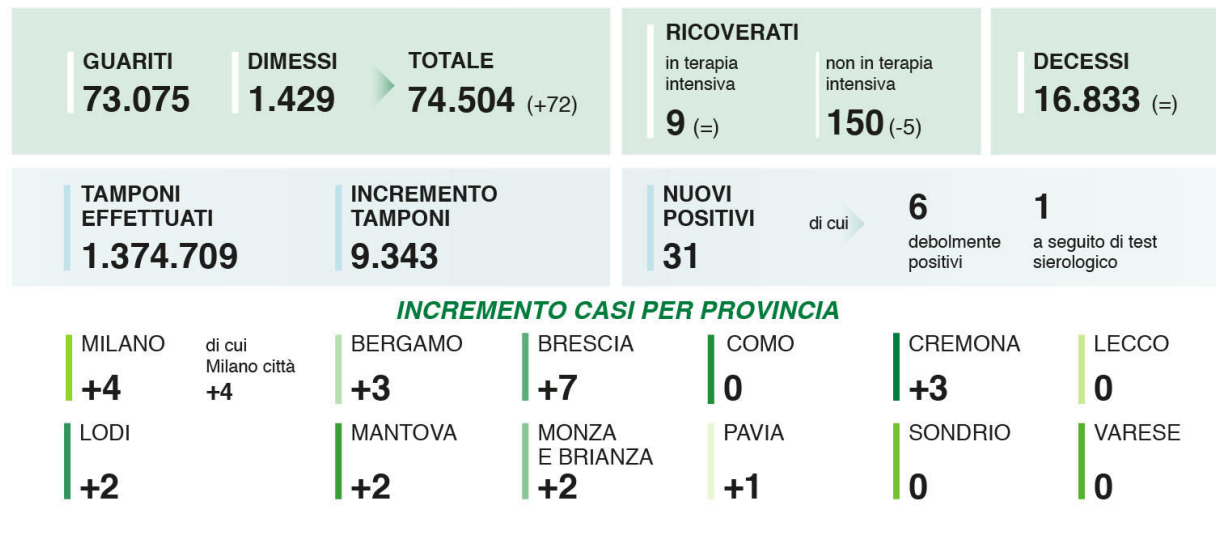 GUARITI
73.075
DIMESSI
1.429
TOTALE
74.504 (+72)
RICOVERATI
in terapia
intensiva
9 (=)
non in terapia
intensiva
150 (-5)
DECESSI
16.833 (=)
TAMPONI
EFFETTUATI
1.374.709
INCREMENTO
TAMPONI
9.343
NUOVI
POSITIVI
31
di cui
6
debolmente
positivi
1
a seguito di test
sierologico
INCREMENTO CASI PER PROVINCIA
MILANO
+4
di cui
Milano città
+4
BERGAMO
+3
BRESCIA
+7
COMO
0
CREMONA
+3
LECCO
0
LODI
+2
MANTOVA
+2
MONZA
E BRIANZA
+2
PAVIA
+1
SONDRIO
0
VARESE
0